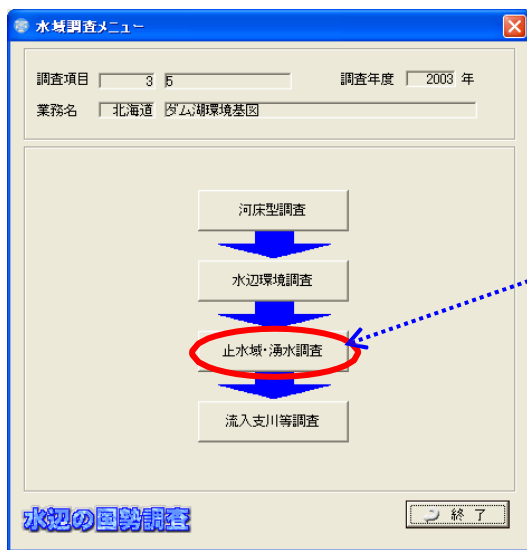 水域調査メニュー
調査項目 3 5 調査年度 2003 年
業務名 北海道 ダム湖環境基図
河床型調査
水辺環境調査
止水域・湧水調査
流入支川等調査
水辺の国勢調査
終 了